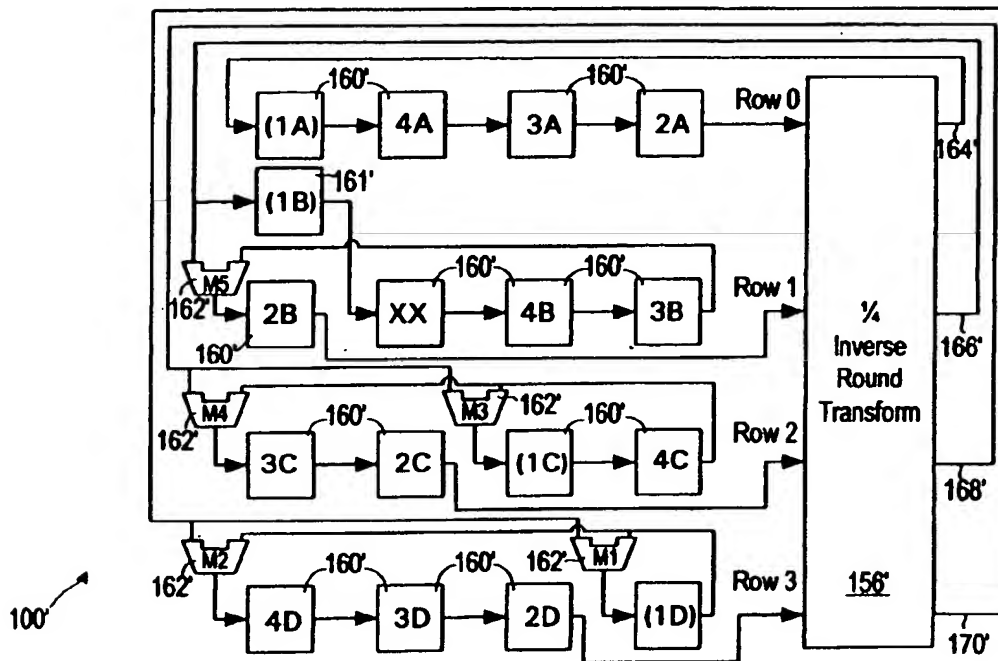 160' 160' Row 0
(1A) 4A 3A 2A
164'
161'
(1B)
160' 160' Row 1
M5
162' 2B XX 4B 3B
160'
1/4 Inverse Round Transform
166'
M4 M3 162'
162' 160' 160' Row 2
3C 2C (1C) 4C
168'
M2 162' M1
162' 160' 160' Row 3
156'
100' 4D 3D 2D (1D)
170'